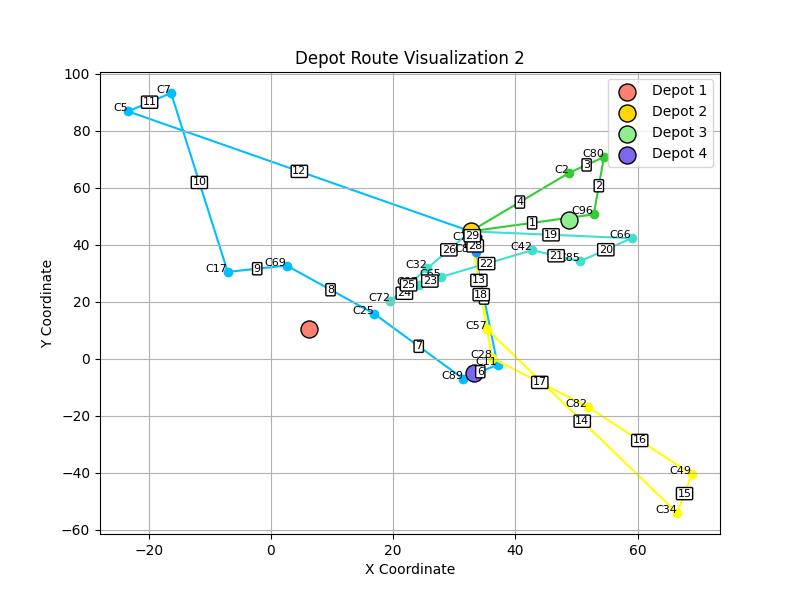 Depot Route Visualization 2
Depot 1
Depot 2
Depot 3
Depot 4
Y Coordinate
100
80
60
40
20
0
−20
−40
−60
C7
C5
11
10
12
C80
C2
3
2
4
C96
1
C66
19
29
28
26
20
C42
21
C85
22
C32
C65
23
25
24
C72
13
18
C17
9
C69
8
C25
7
C57
C28
C11
6
C89
17
C82
14
16
C49
15
C34
−20
0
20
40
60
X Coordinate